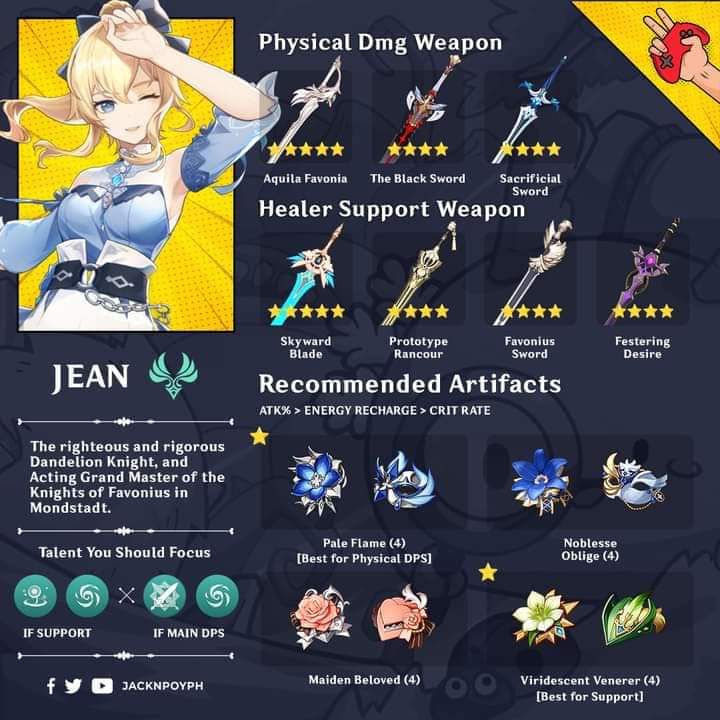 Physical Dmg Weapon
Aquila Favonia
The Black Sword
Sacrificial
Sword
Healer Support Weapon
Skyward
Blade
Prototype
Rancour
Favonius
Sword
Festering
Desire
JEAN
The righteous and rigorous
Dandelion Knight, and
Acting Grand Master of the
Knights of Favonius in
Mondstadt.
Talent You Should Focus
IF SUPPORT
IF MAIN DPS
JACKNPOYPH
Recommended Artifacts
ATK% > ENERGY RECHARGE > CRIT RATE
Pale Flame (4)
[Best for Physical DPS]
Noblesse
Oblige (4)
Maiden Beloved (4)
Viridescent Venerer (4)
[Best for Support]